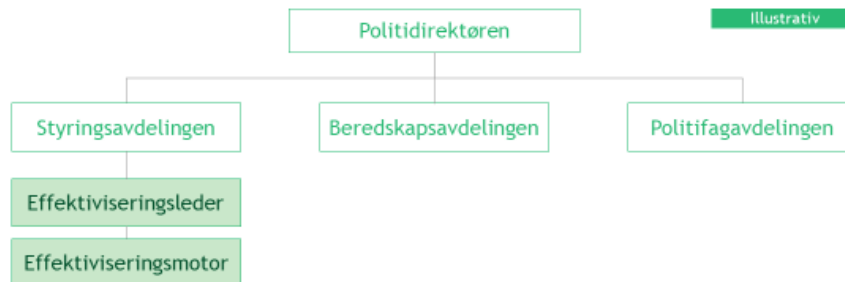 Politidirektøren
Illustrativ
Styringsavdelingen
Beredskapsavdelingen
Politifagavdelingen
Effektiviseringsleder
Effektiviseringsmotor